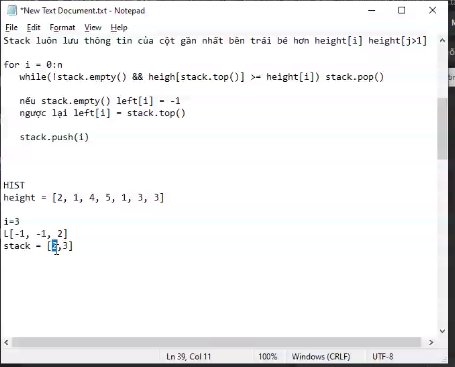 *New Text Document.txt - Notepad
File Edit Format View Help
Stack luôn lưu thông tin của cột gần nhất bên trái bé hơn height[i] height[j>1]
for i = 0:n
while(!stack.empty() && heigh[stack.top()] >= height[i]) stack.pop()
nếu stack.empty() left[i] = -1
ngược lại left[i] = stack.top()
stack.push(i)
HIST
height = [2, 1, 4, 5, 1, 3, 3]
i=3
L[-1, -1, 2]
stack = [2,3]
Ln 39, Col 11 100% Windows (CRLF) UTF-8